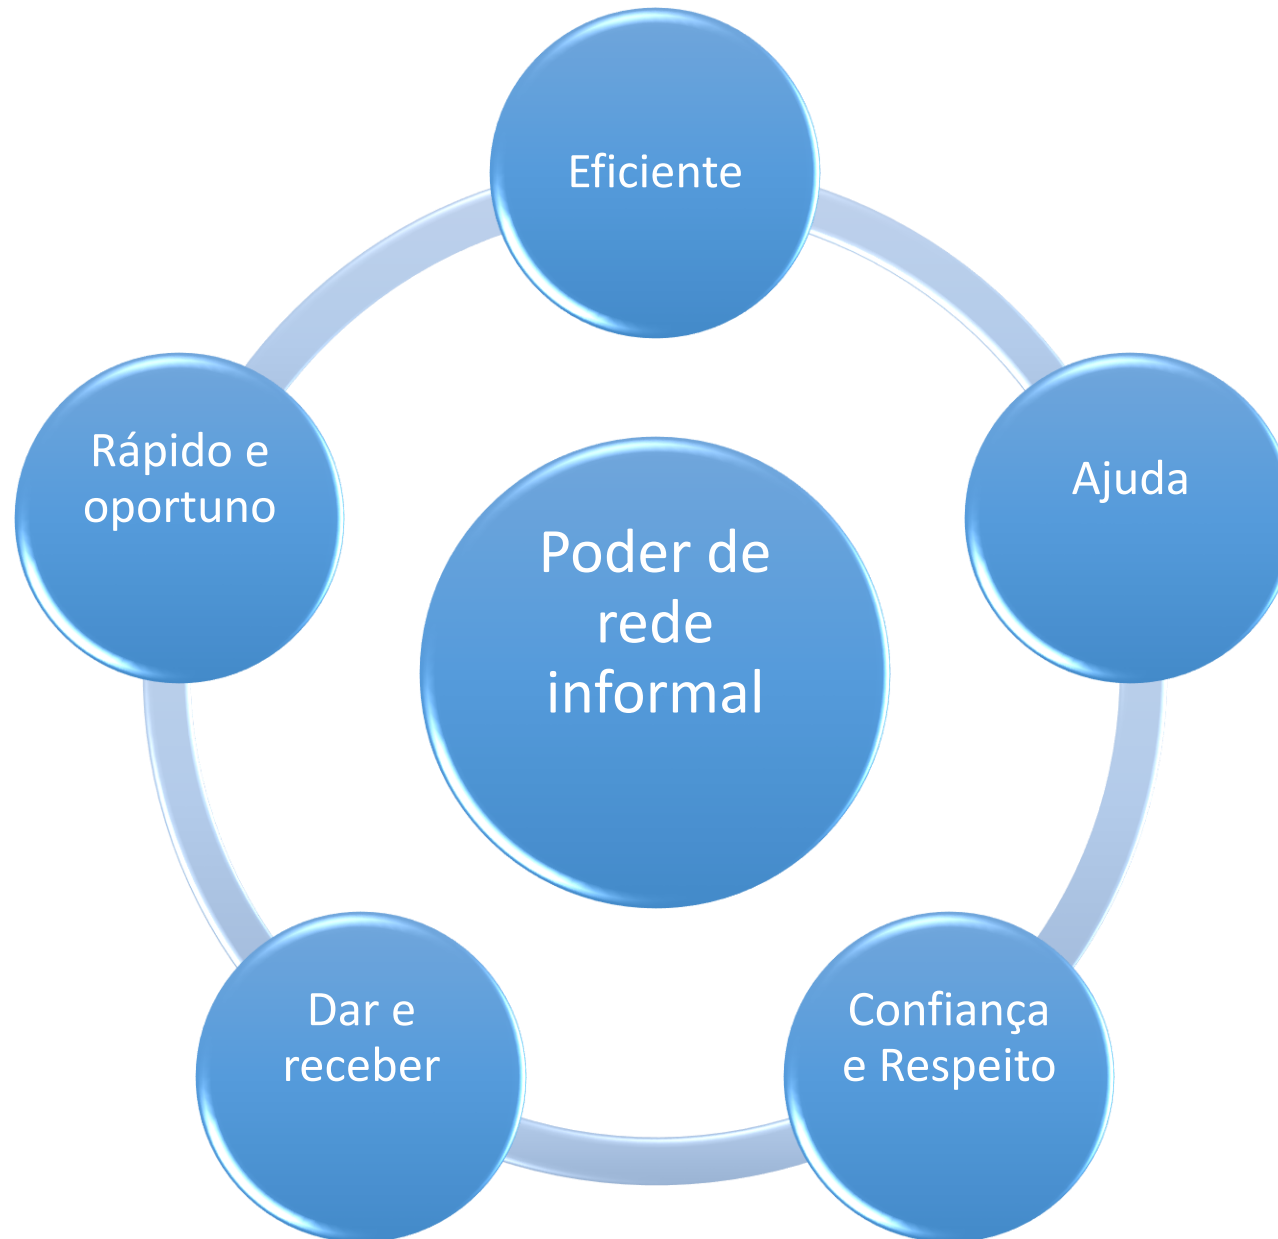 Eficiente
Rápido e
oportuno
Ajuda
Poder de
rede
informal
Dar e
receber
Confiança
e Respeito